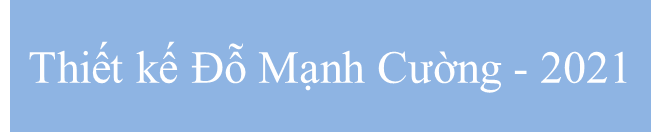 Thiết kế Đỗ Mạnh Cường - 2021